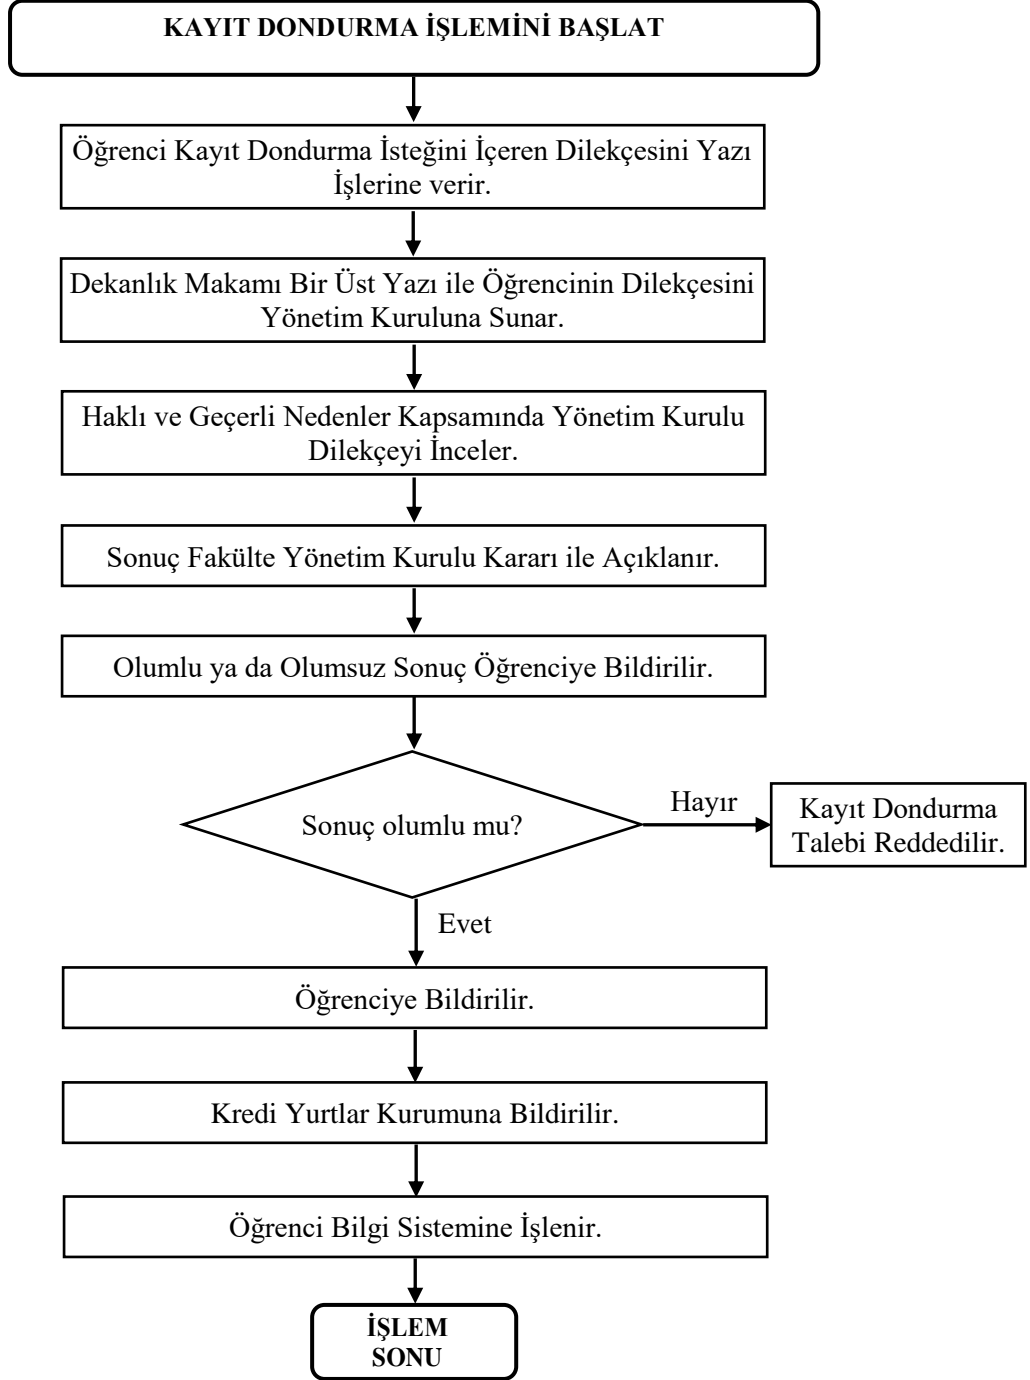 KAYIT DONDURMA İŞLEMİNİ BAŞLAT
Öğrenci Kayıt Dondurma İsteğini İçeren Dilekçesini Yazı
İşlerine verir.
Dekanlık Makamı Bir Üst Yazı ile Öğrencinin Dilekçesini
Yönetim Kuruluna Sunar.
Haklı ve Geçerli Nedenler Kapsamında Yönetim Kurulu
Dilekçeyi İnceler.
Sonuç Fakülte Yönetim Kurulu Kararı ile Açıklanır.
Olumlu ya da Olumsuz Sonuç Öğrenciye Bildirilir.
Sonuç olumlu mu?
Hayır
Kayıt Dondurma
Talebi Reddedilir.
Evet
Öğrenciye Bildirilir.
Kredi Yurtlar Kurumuna Bildirilir.
Öğrenci Bilgi Sistemine İşlenir.
İŞLEM
SONU